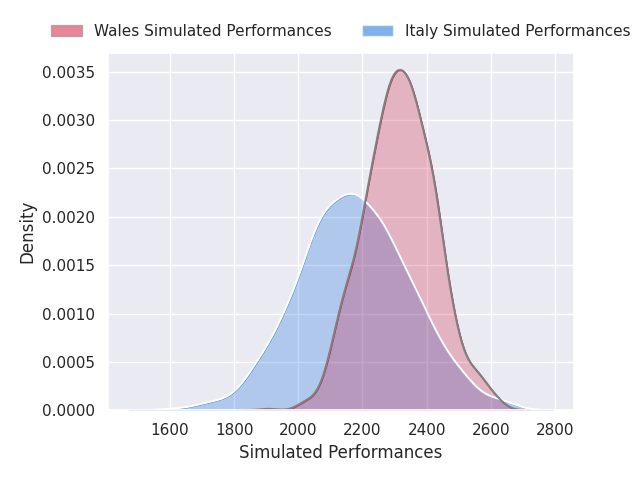 Wales Simulated Performances Italy Simulated Performances
0.0035
0.0030
0.0025
0.0020
0.0015
0.0010
0.0005
0.0000
Density
1600 1800 2000 2200 2400 2600 2800
Simulated Performances